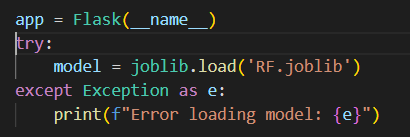 app = Flask(__name__)
try:
    model = joblib.load('RF.joblib')
except Exception as e:
    print(f"Error loading model: {e}")